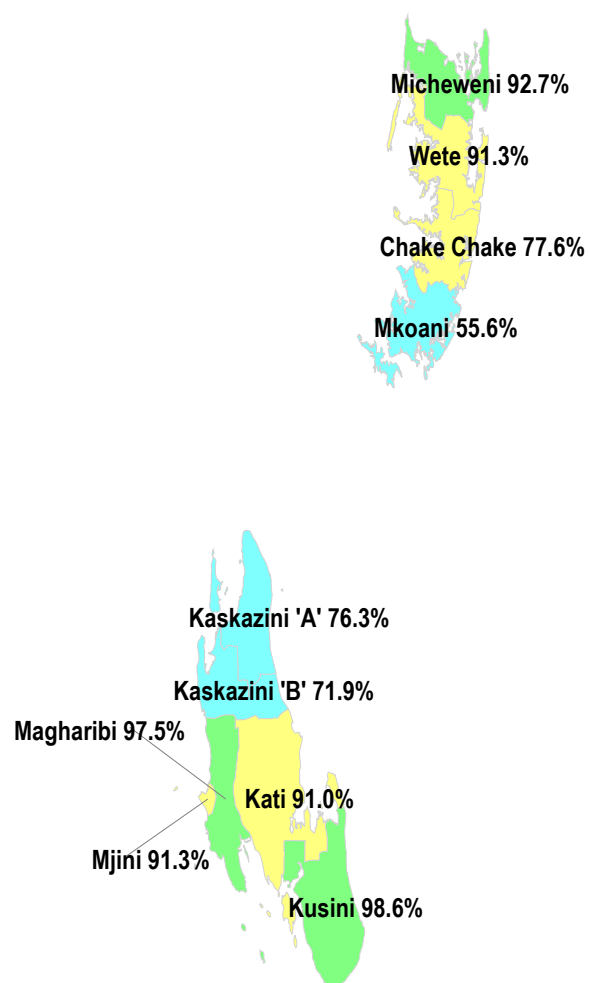 Micheweni 92.7%
Wete 91.3%
Chake Chake 77.6%
Mkoani 55.6%
Kaskazini 'A' 76.3%
Kaskazini 'B' 71.9%
Magharibi 97.5%
Kati 91.0%
Mjini 91.3%
Kusini 98.6%